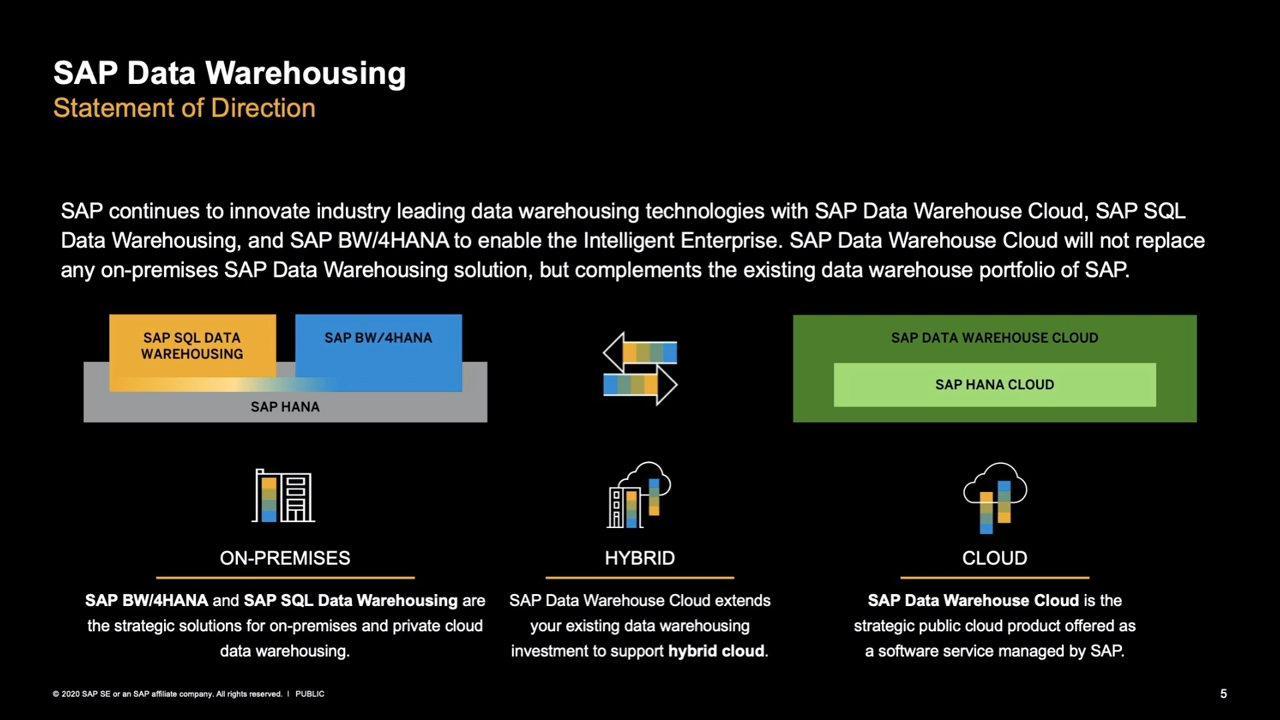 SAP Data Warehousing
Statement of Direction
SAP continues to innovate industry leading data warehousing technologies with SAP Data Warehouse Cloud, SAP SQL
Data Warehousing, and SAP BW/4HANA to enable the Intelligent Enterprise. SAP Data Warehouse Cloud will not replace
any on-premises SAP Data Warehousing solution, but complements the existing data warehouse portfolio of SAP.
SAP SQL DATA
WAREHOUSING
SAP BW/4HANA
SAP HANA
SAP DATA WAREHOUSE CLOUD
SAP HANA CLOUD
ON-PREMISES
SAP BW/4HANA and SAP SQL Data Warehousing are
the strategic solutions for on-premises and private cloud
data warehousing.
HYBRID
SAP Data Warehouse Cloud extends
your existing data warehousing
investment to support hybrid cloud.
CLOUD
SAP Data Warehouse Cloud is the
strategic public cloud product offered as
a software service managed by SAP.
© 2020 SAP SE or an SAP affiliate company. All rights reserved. | PUBLIC
5